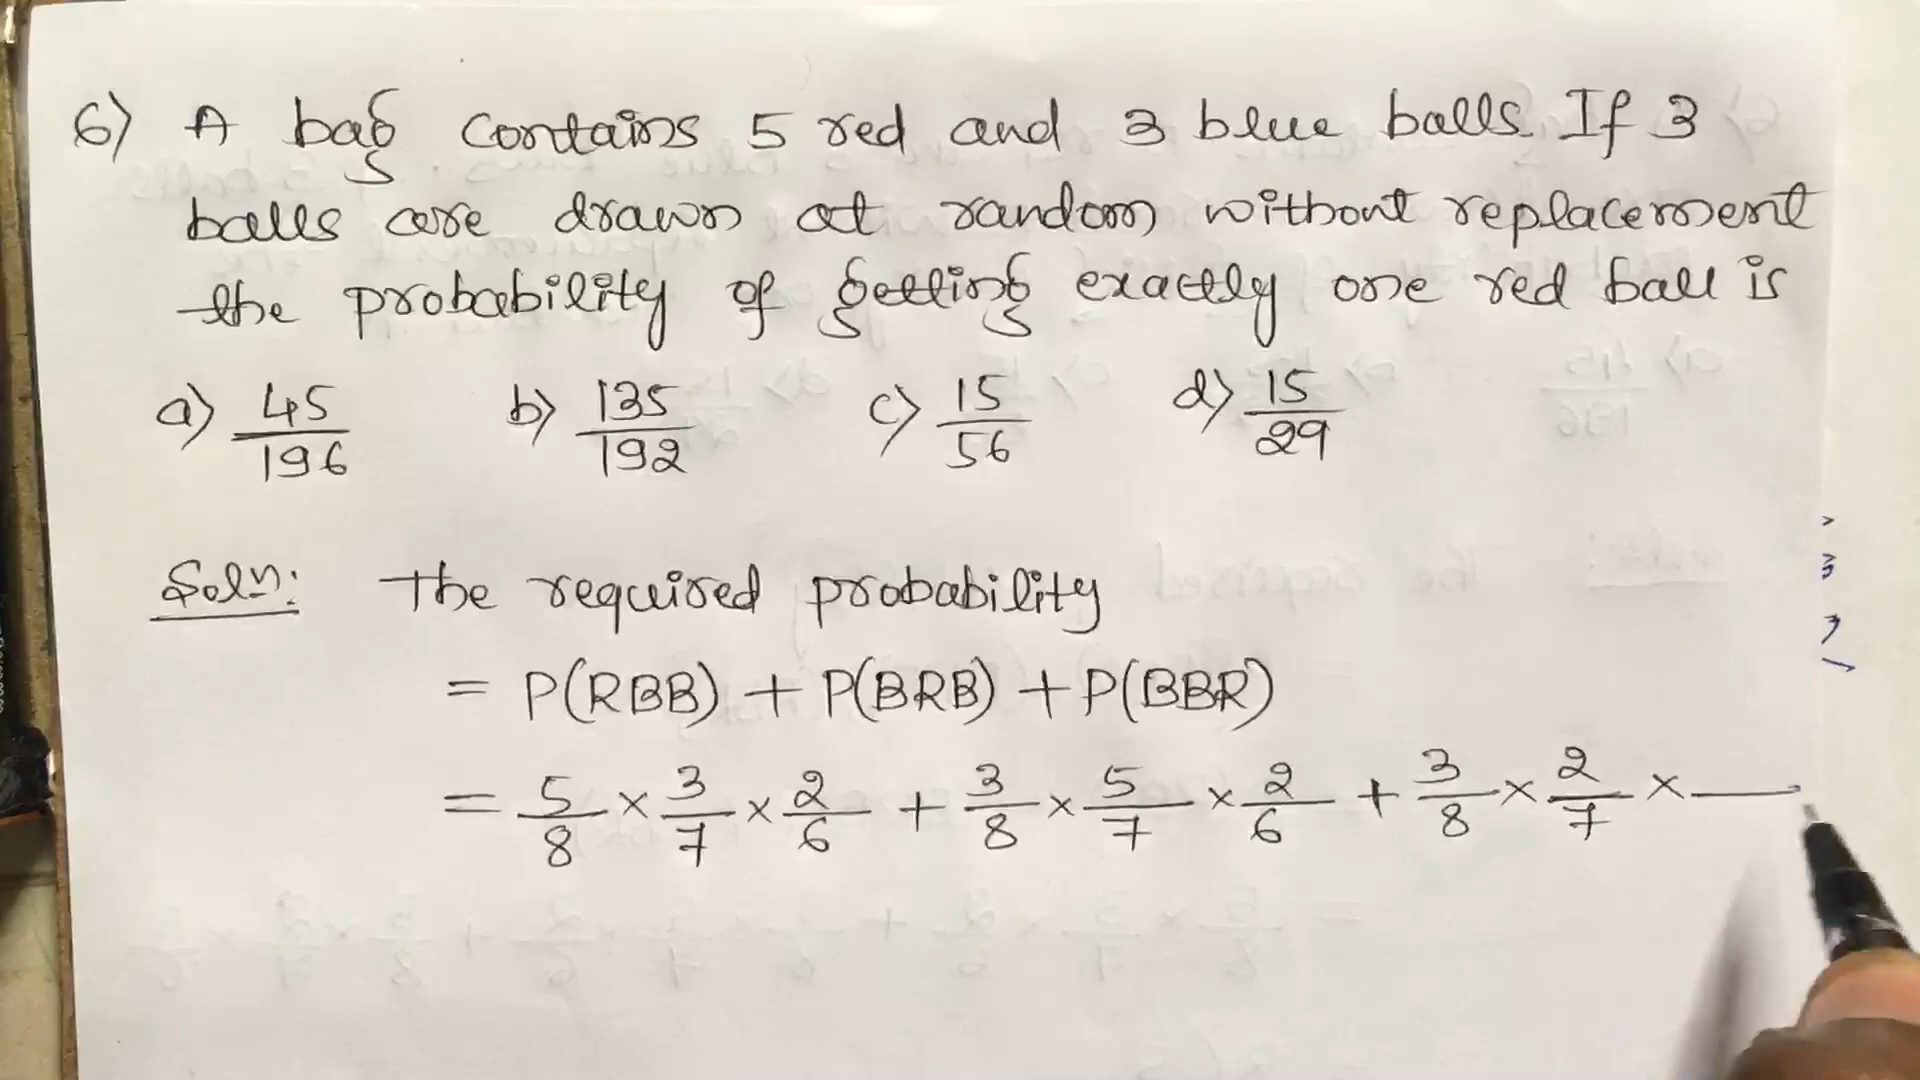 6) A bag contains 5 red and 3 blue balls. If 3
balls are drawn at random without replacement
the probability of getting exactly one red ball is
a) 45/196 b) 135/192 c) 15/56 d) 15/29
Soln: The required probability
= P(RBB) + P(BRB) + P(BBR)
= 5/8 × 3/7 × 2/6 + 3/8 × 5/7 × 2/6 + 3/8 × 2/7 ×